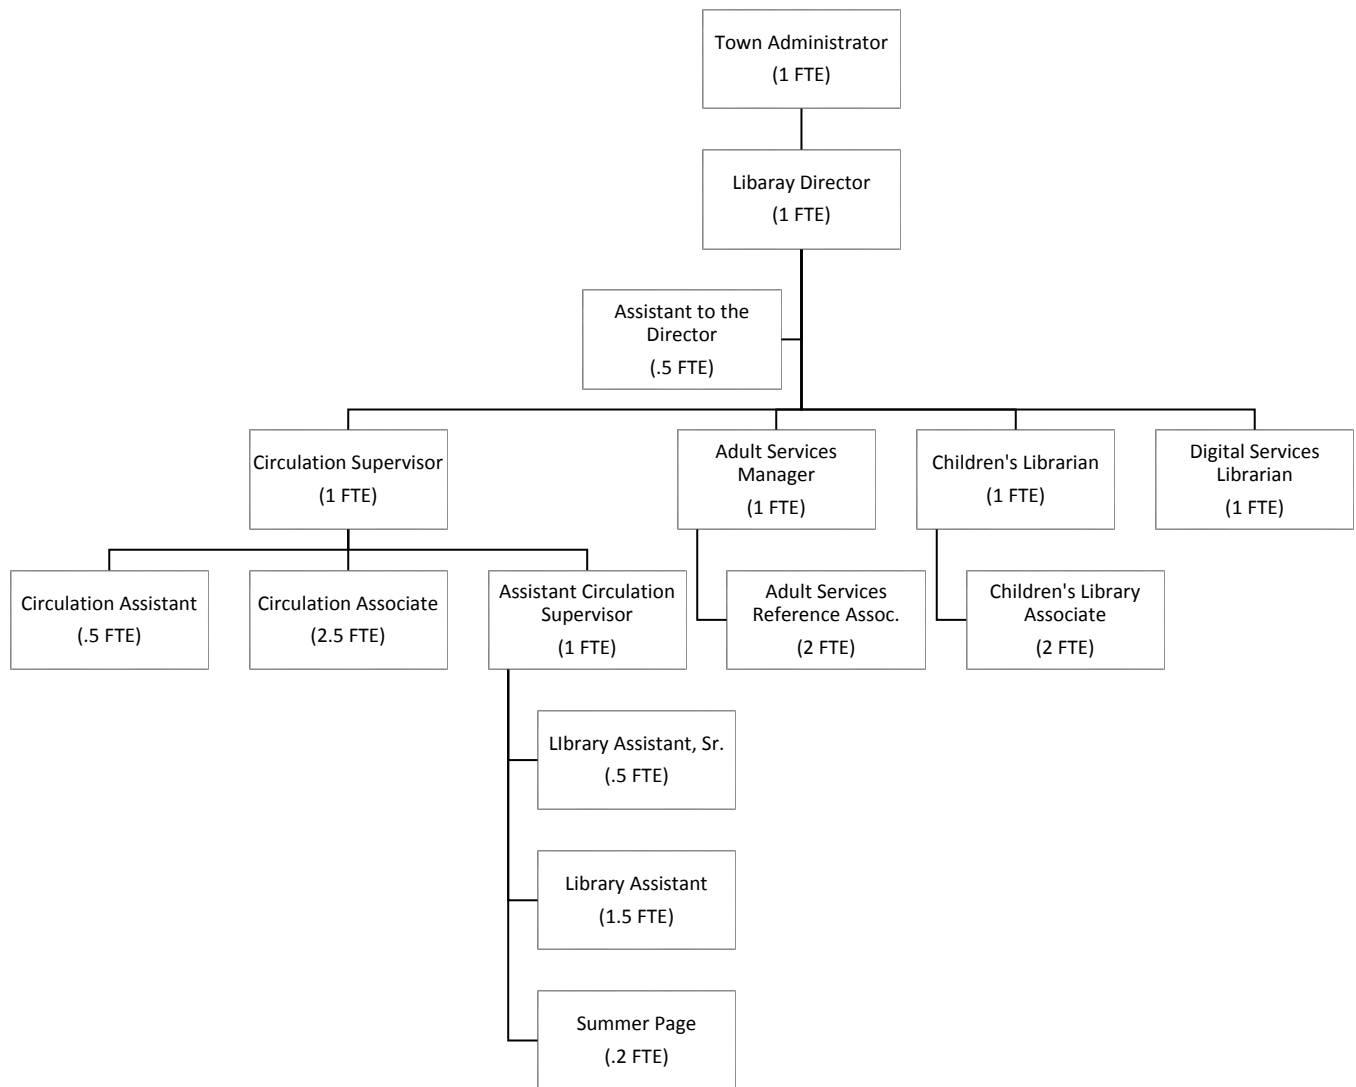 Town Administrator
(1 FTE)
Libaray Director
(1 FTE)
Assistant to the
Director
(.5 FTE)
Circulation Supervisor
(1 FTE)
Adult Services
Manager
(1 FTE)
Children's Librarian
(1 FTE)
Digital Services
Librarian
(1 FTE)
Circulation Assistant
(.5 FTE)
Circulation Associate
(2.5 FTE)
Assistant Circulation
Supervisor
(1 FTE)
Adult Services
Reference Assoc.
(2 FTE)
Children's Library
Associate
(2 FTE)
LIbrary Assistant, Sr.
(.5 FTE)
Library Assistant
(1.5 FTE)
Summer Page
(.2 FTE)